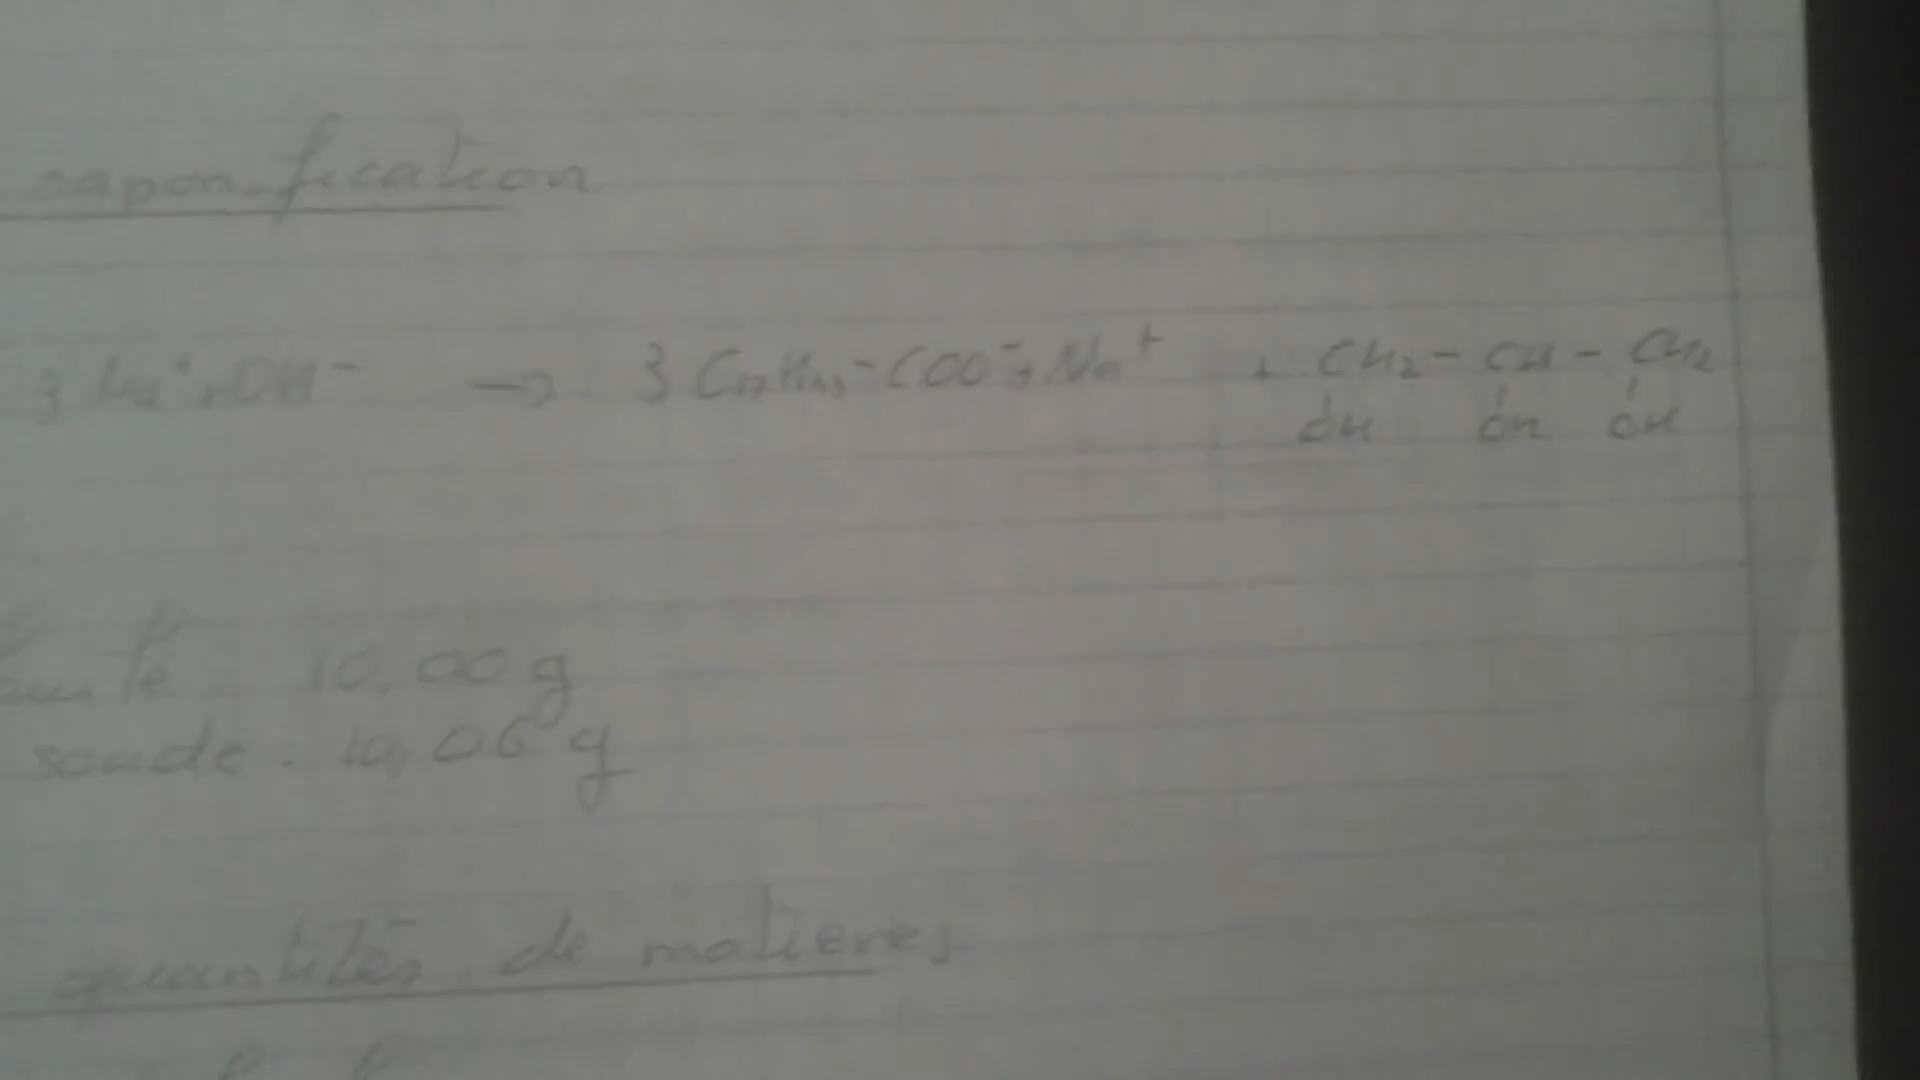 saponification
3 Na⁺ + OH⁻ → 3 C₁₇H₃₃-COO⁻ + Na⁺ + CH₂ - CH - CH₂
OH OH OH
10,00 g
soude : 10,06 g
quantités de matières